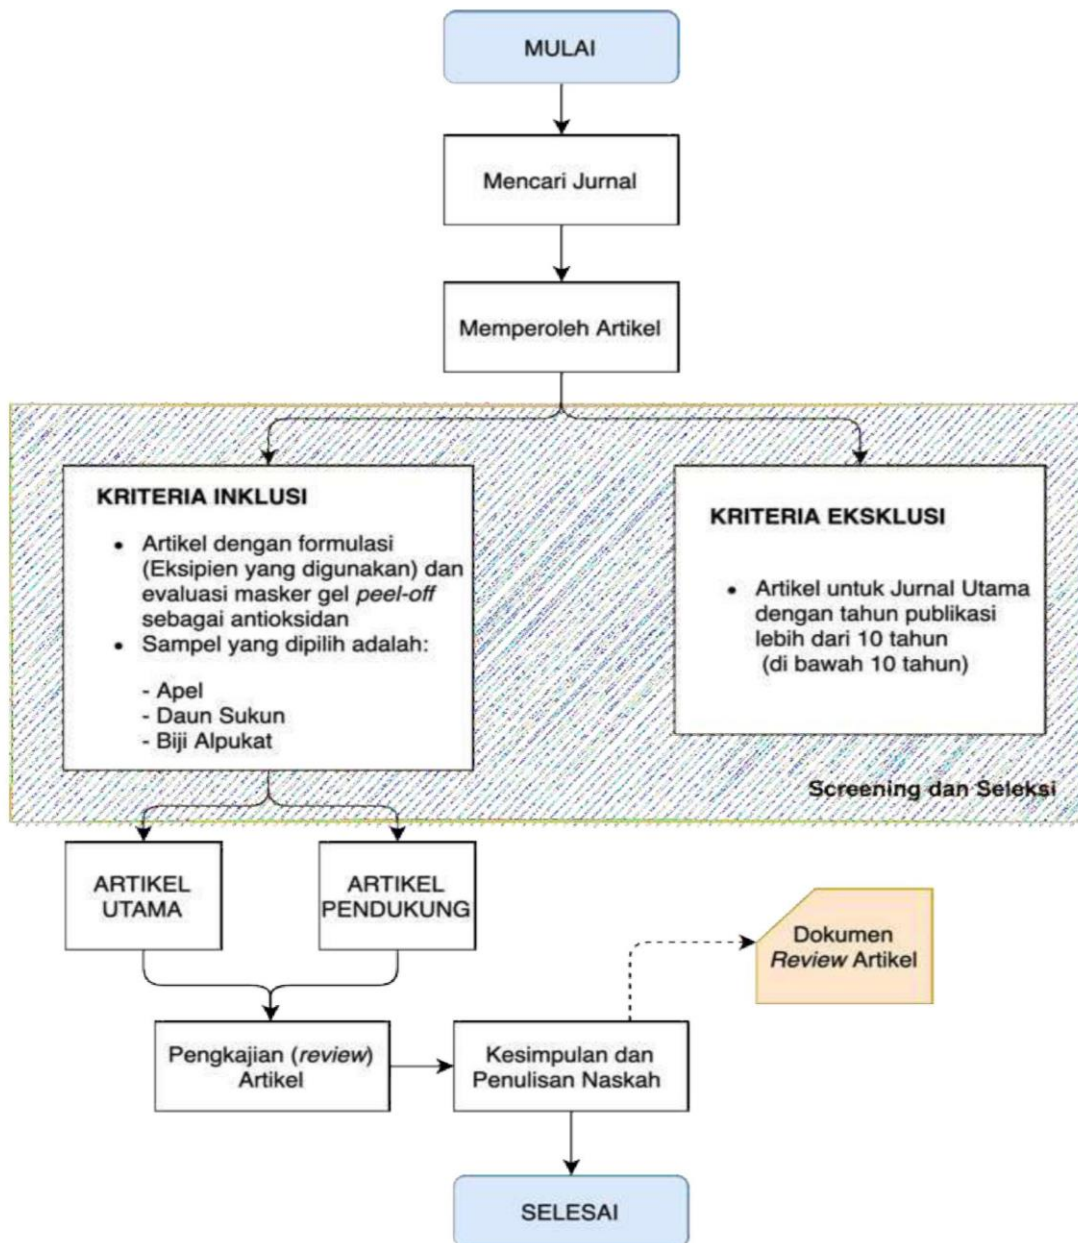 MULAI
Mencari Jurnal
Memperoleh Artikel
KRITERIA INKLUSI
• Artikel dengan formulasi
(Eksipien yang digunakan) dan
evaluasi masker gel peel-off
sebagai antioksidan
• Sampel yang dipilih adalah:
- Apel
- Daun Sukun
- Biji Alpukat
KRITERIA EKSKLUSI
• Artikel untuk Jurnal Utama
dengan tahun publikasi
lebih dari 10 tahun
(di bawah 10 tahun)
Screening dan Seleksi
ARTIKEL
UTAMA
ARTIKEL
PENDUKUNG
Dokumen
Review Artikel
Pengkajian (review)
Artikel
Kesimpulan dan
Penulisan Naskah
SELESAI